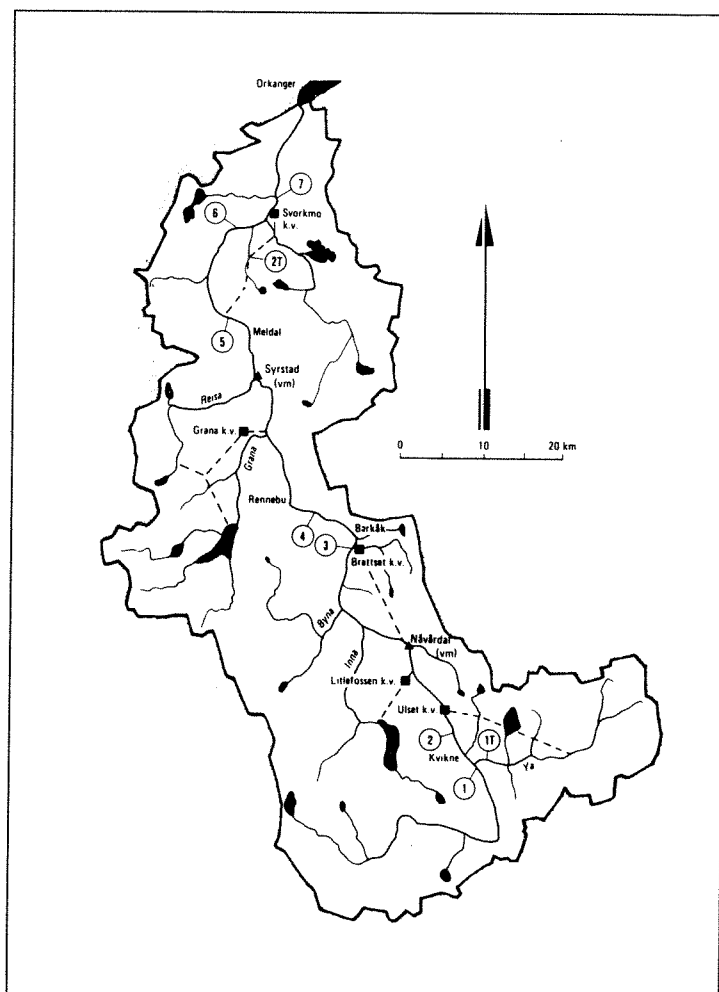 Orkanger
7
Svorkmo
k.v.
6
2T
5
Meldal
Syrstad
(vm)
Reisa
Grana k.v.
Grana
0 10 20 km
Rennebu
4
3
Berkåk
Brattset k.v.
Byna
Inna
Nåvårdal
(vm)
Litlefossen k.v.
Ulset k.v.
2
Kvikne
1T
Ya
1